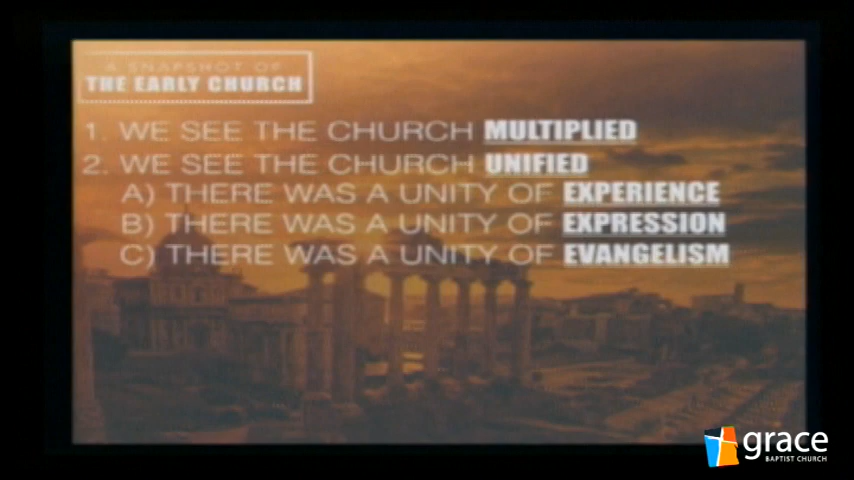 A SNAPSHOT OF
THE EARLY CHURCH
1. WE SEE THE CHURCH MULTIPLIED
2. WE SEE THE CHURCH UNIFIED
A) THERE WAS A UNITY OF EXPERIENCE
B) THERE WAS A UNITY OF EXPRESSION
C) THERE WAS A UNITY OF EVANGELISM
grace
BAPTIST CHURCH